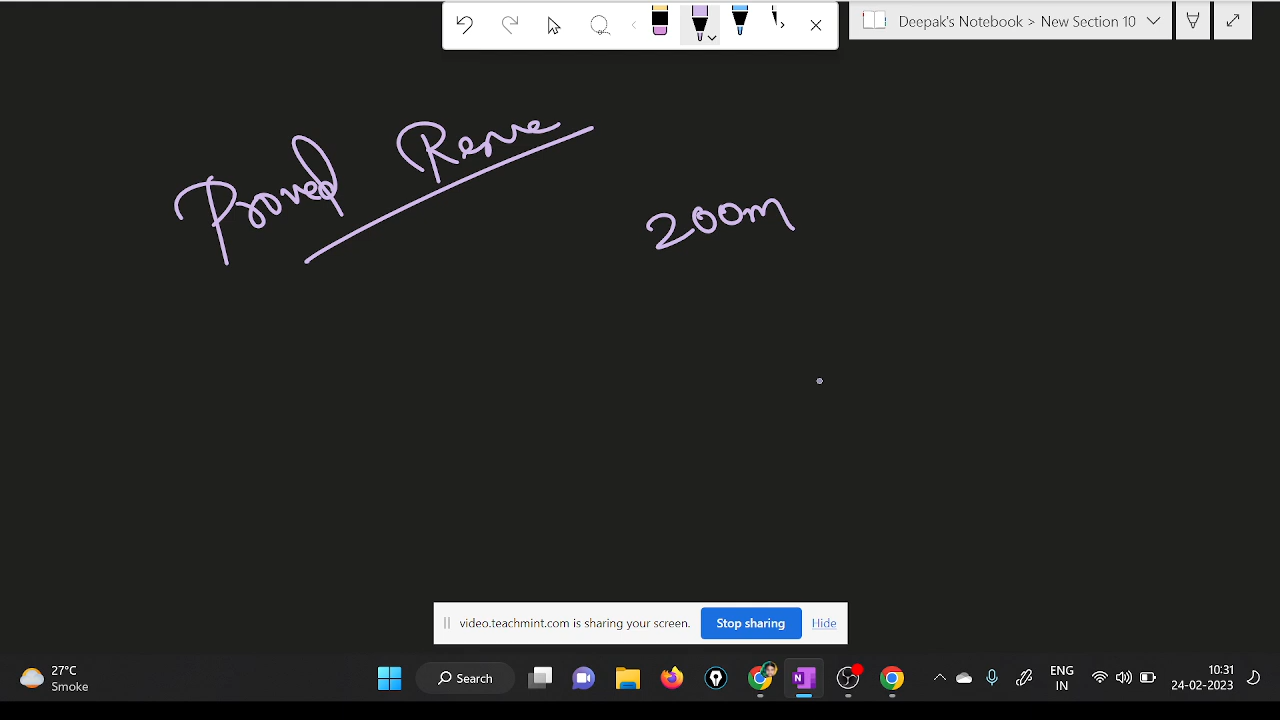 Deepak's Notebook > New Section 10
Proved Reserve
200m
video.teachmint.com is sharing your screen.
Stop sharing
Hide
27°C
Smoke
Search
ENG
IN
10:31
24-02-2023